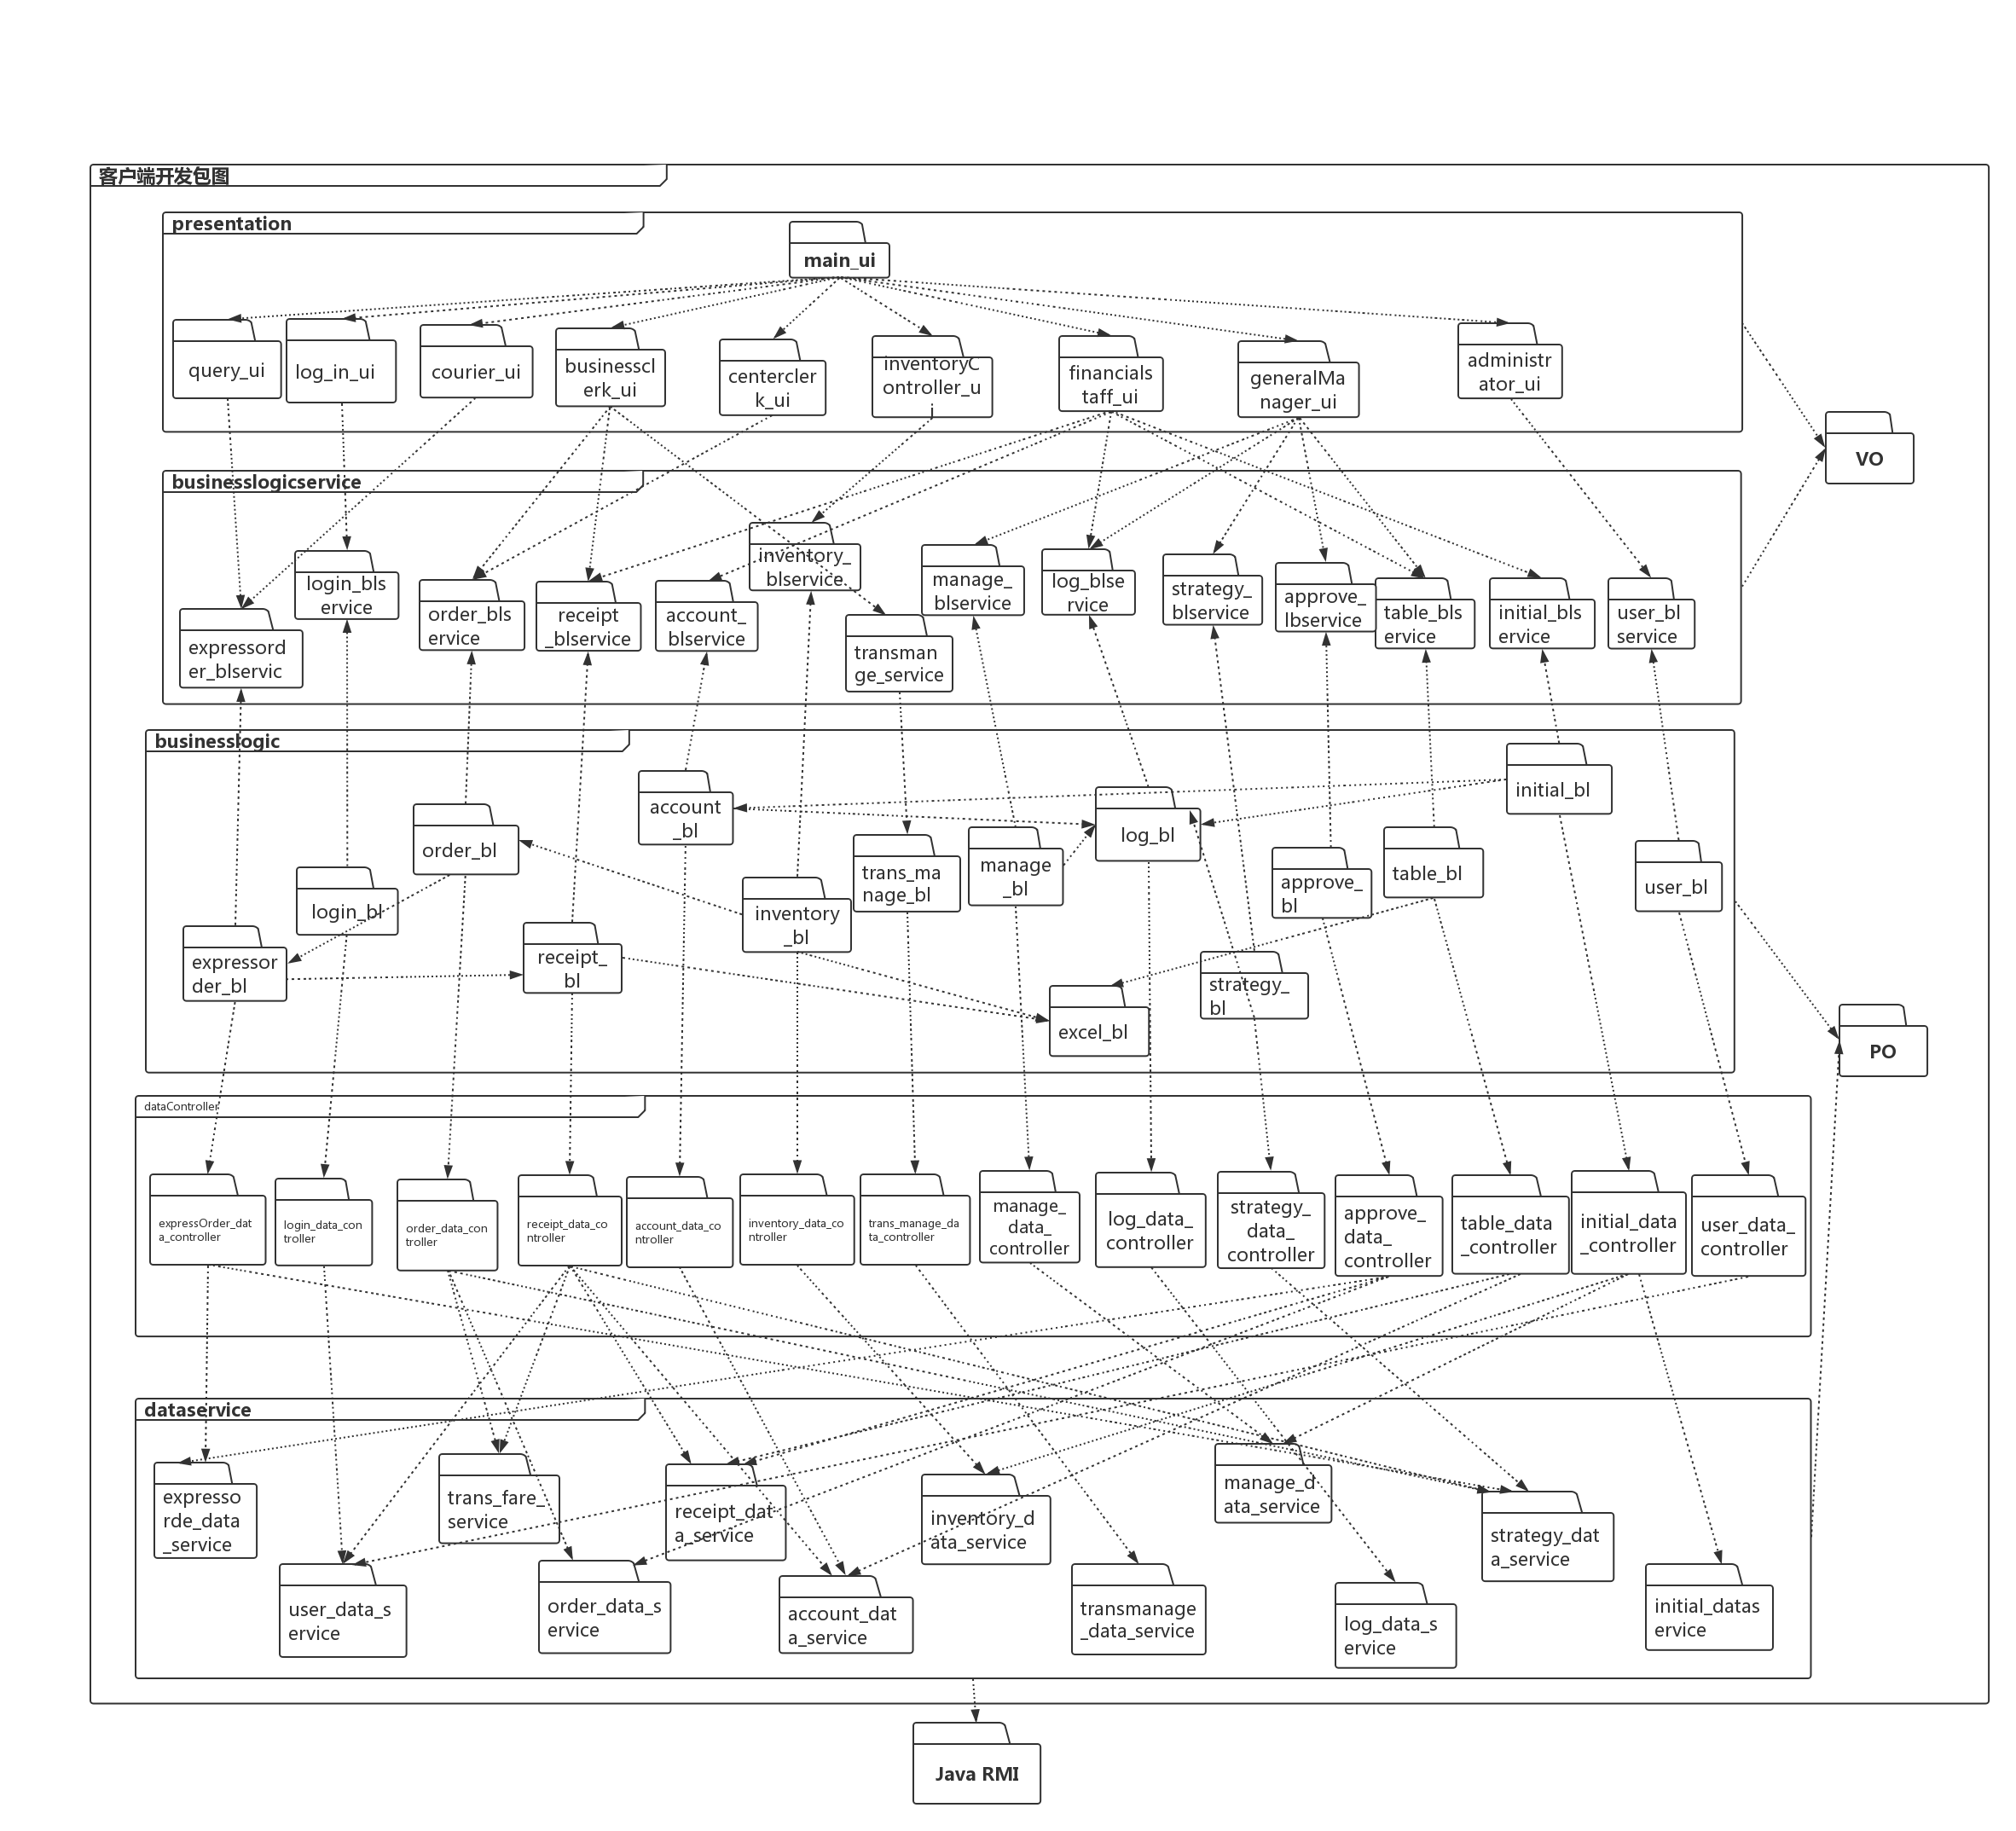 客户端开发包图
presentation
main_ui
query_ui
log_in_ui
courier_ui
businesscl
erk_ui
centercler
k_ui
inventoryC
ontroller_u
i
financials
taff_ui
generalMa
nager_ui
administr
ator_ui
VO
businesslogicservice
expressord
er_blservic
login_bls
ervice
order_bls
ervice
receipt
_blservice
account_
blservice
inventory_
blservice
transman
ge_service
manage_
blservice
log_blse
rvice
strategy_
blservice
approve_
lbservice
table_bls
ervice
initial_bls
ervice
user_bl
service
businesslogic
expressor
der_bl
login_bl
order_bl
receipt_
bl
account
_bl
inventory
_bl
trans_ma
nage_bl
manage
_bl
log_bl
excel_bl
strategy_
bl
approve_
bl
table_bl
initial_bl
user_bl
PO
dataController
expressOrder_dat
a_controller
login_data_con
troller
order_data_con
troller
receipt_data_co
ntroller
account_data_co
ntroller
inventory_data_co
ntroller
trans_manage_da
ta_controller
manage_
data_
controller
log_data_
controller
strategy_
data_
controller
approve_
data_
controller
table_data
_controller
initial_data
_controller
user_data_
controller
dataservice
expresso
rde_data
_service
user_data_s
ervice
trans_fare_
service
order_data_s
ervice
receipt_dat
a_service
account_dat
a_service
inventory_d
ata_service
transmanage
_data_service
manage_d
ata_service
log_data_s
ervice
strategy_dat
a_service
initial_datas
ervice
Java RMI